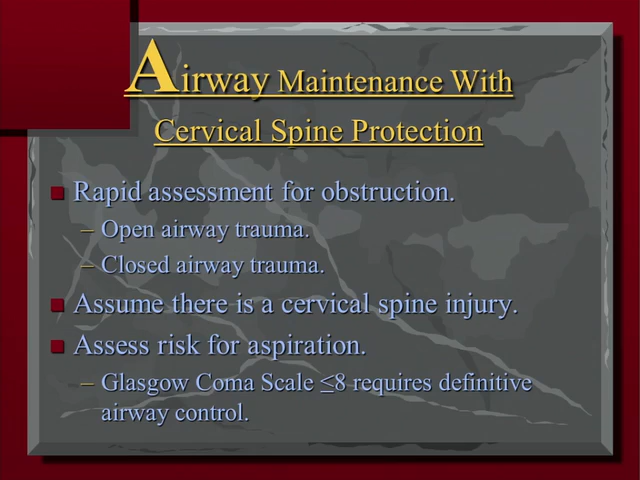 Airway Maintenance With
Cervical Spine Protection
■ Rapid assessment for obstruction.
– Open airway trauma.
– Closed airway trauma.
■ Assume there is a cervical spine injury.
■ Assess risk for aspiration.
– Glasgow Coma Scale ≤8 requires definitive
airway control.